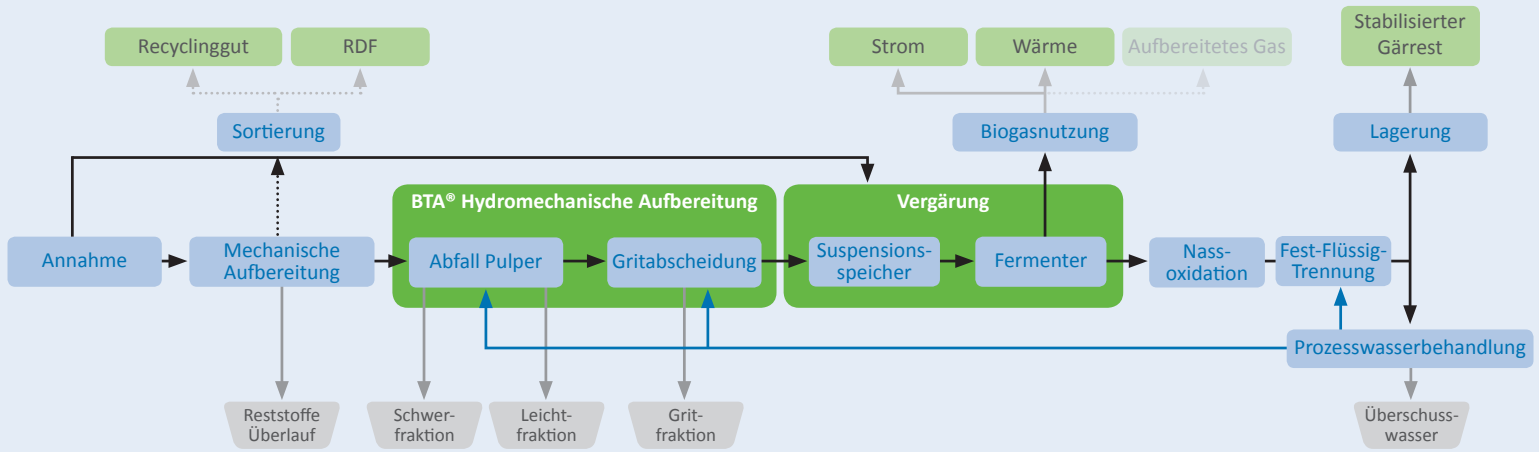 Recyclinggut
RDF
Strom
Wärme
Aufbereitetes Gas
Stabilisierter
Gärrest
Sortierung
Biogasnutzung
Lagerung
BTA® Hydromechanische Aufbereitung
Vergärung
Annahme
Mechanische
Aufbereitung
Abfall Pulper
Gritabscheidung
Suspensions-
speicher
Fermenter
Nass-
oxidation
Fest-Flüssig-
Trennung
Prozesswasserbehandlung
Reststoffe
Überlauf
Schwer-
fraktion
Leicht-
fraktion
Grit-
fraktion
Überschuss-
wasser